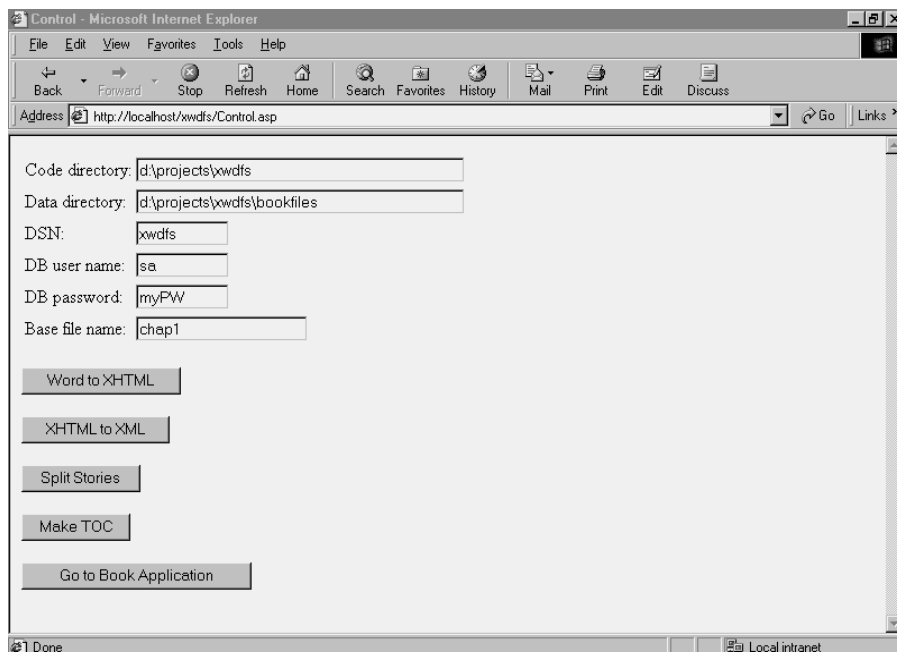 Control - Microsoft Internet Explorer
File Edit View Favorites Tools Help
Back Forward Stop Refresh Home Search Favorites History Mail Print Edit Discuss
Address http://localhost/xwdfs/Control.asp Go Links »
Code directory: d:\projects\xwdfs
Data directory: d:\projects\xwdfs\bookfiles
DSN: xwdfs
DB user name: sa
DB password: myPW
Base file name: chap1
Word to XHTML
XHTML to XML
Split Stories
Make TOC
Go to Book Application
Done Local intranet